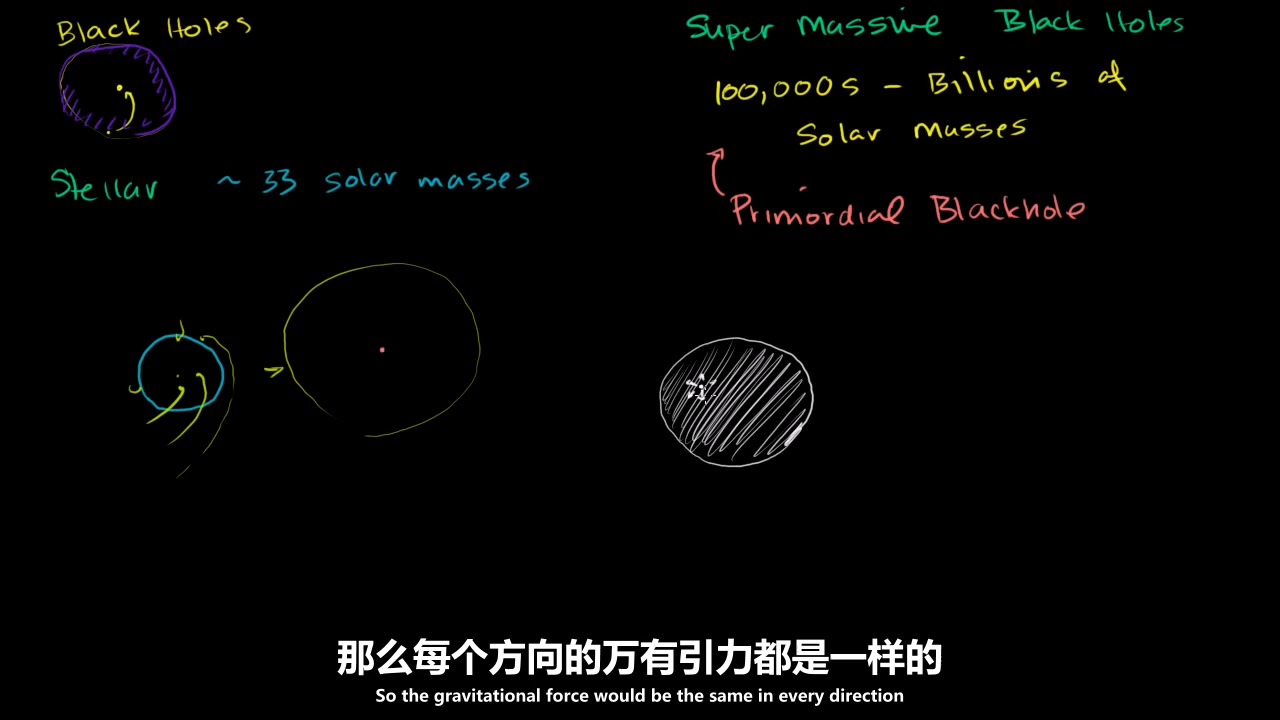 Black Holes
Super Massive Black Holes
100,000s - Billions of
Solar Masses
Stellar ~ 33 solar masses
Primordial Blackhole
那么每个方向的万有引力都是一样的
So the gravitational force would be the same in every direction